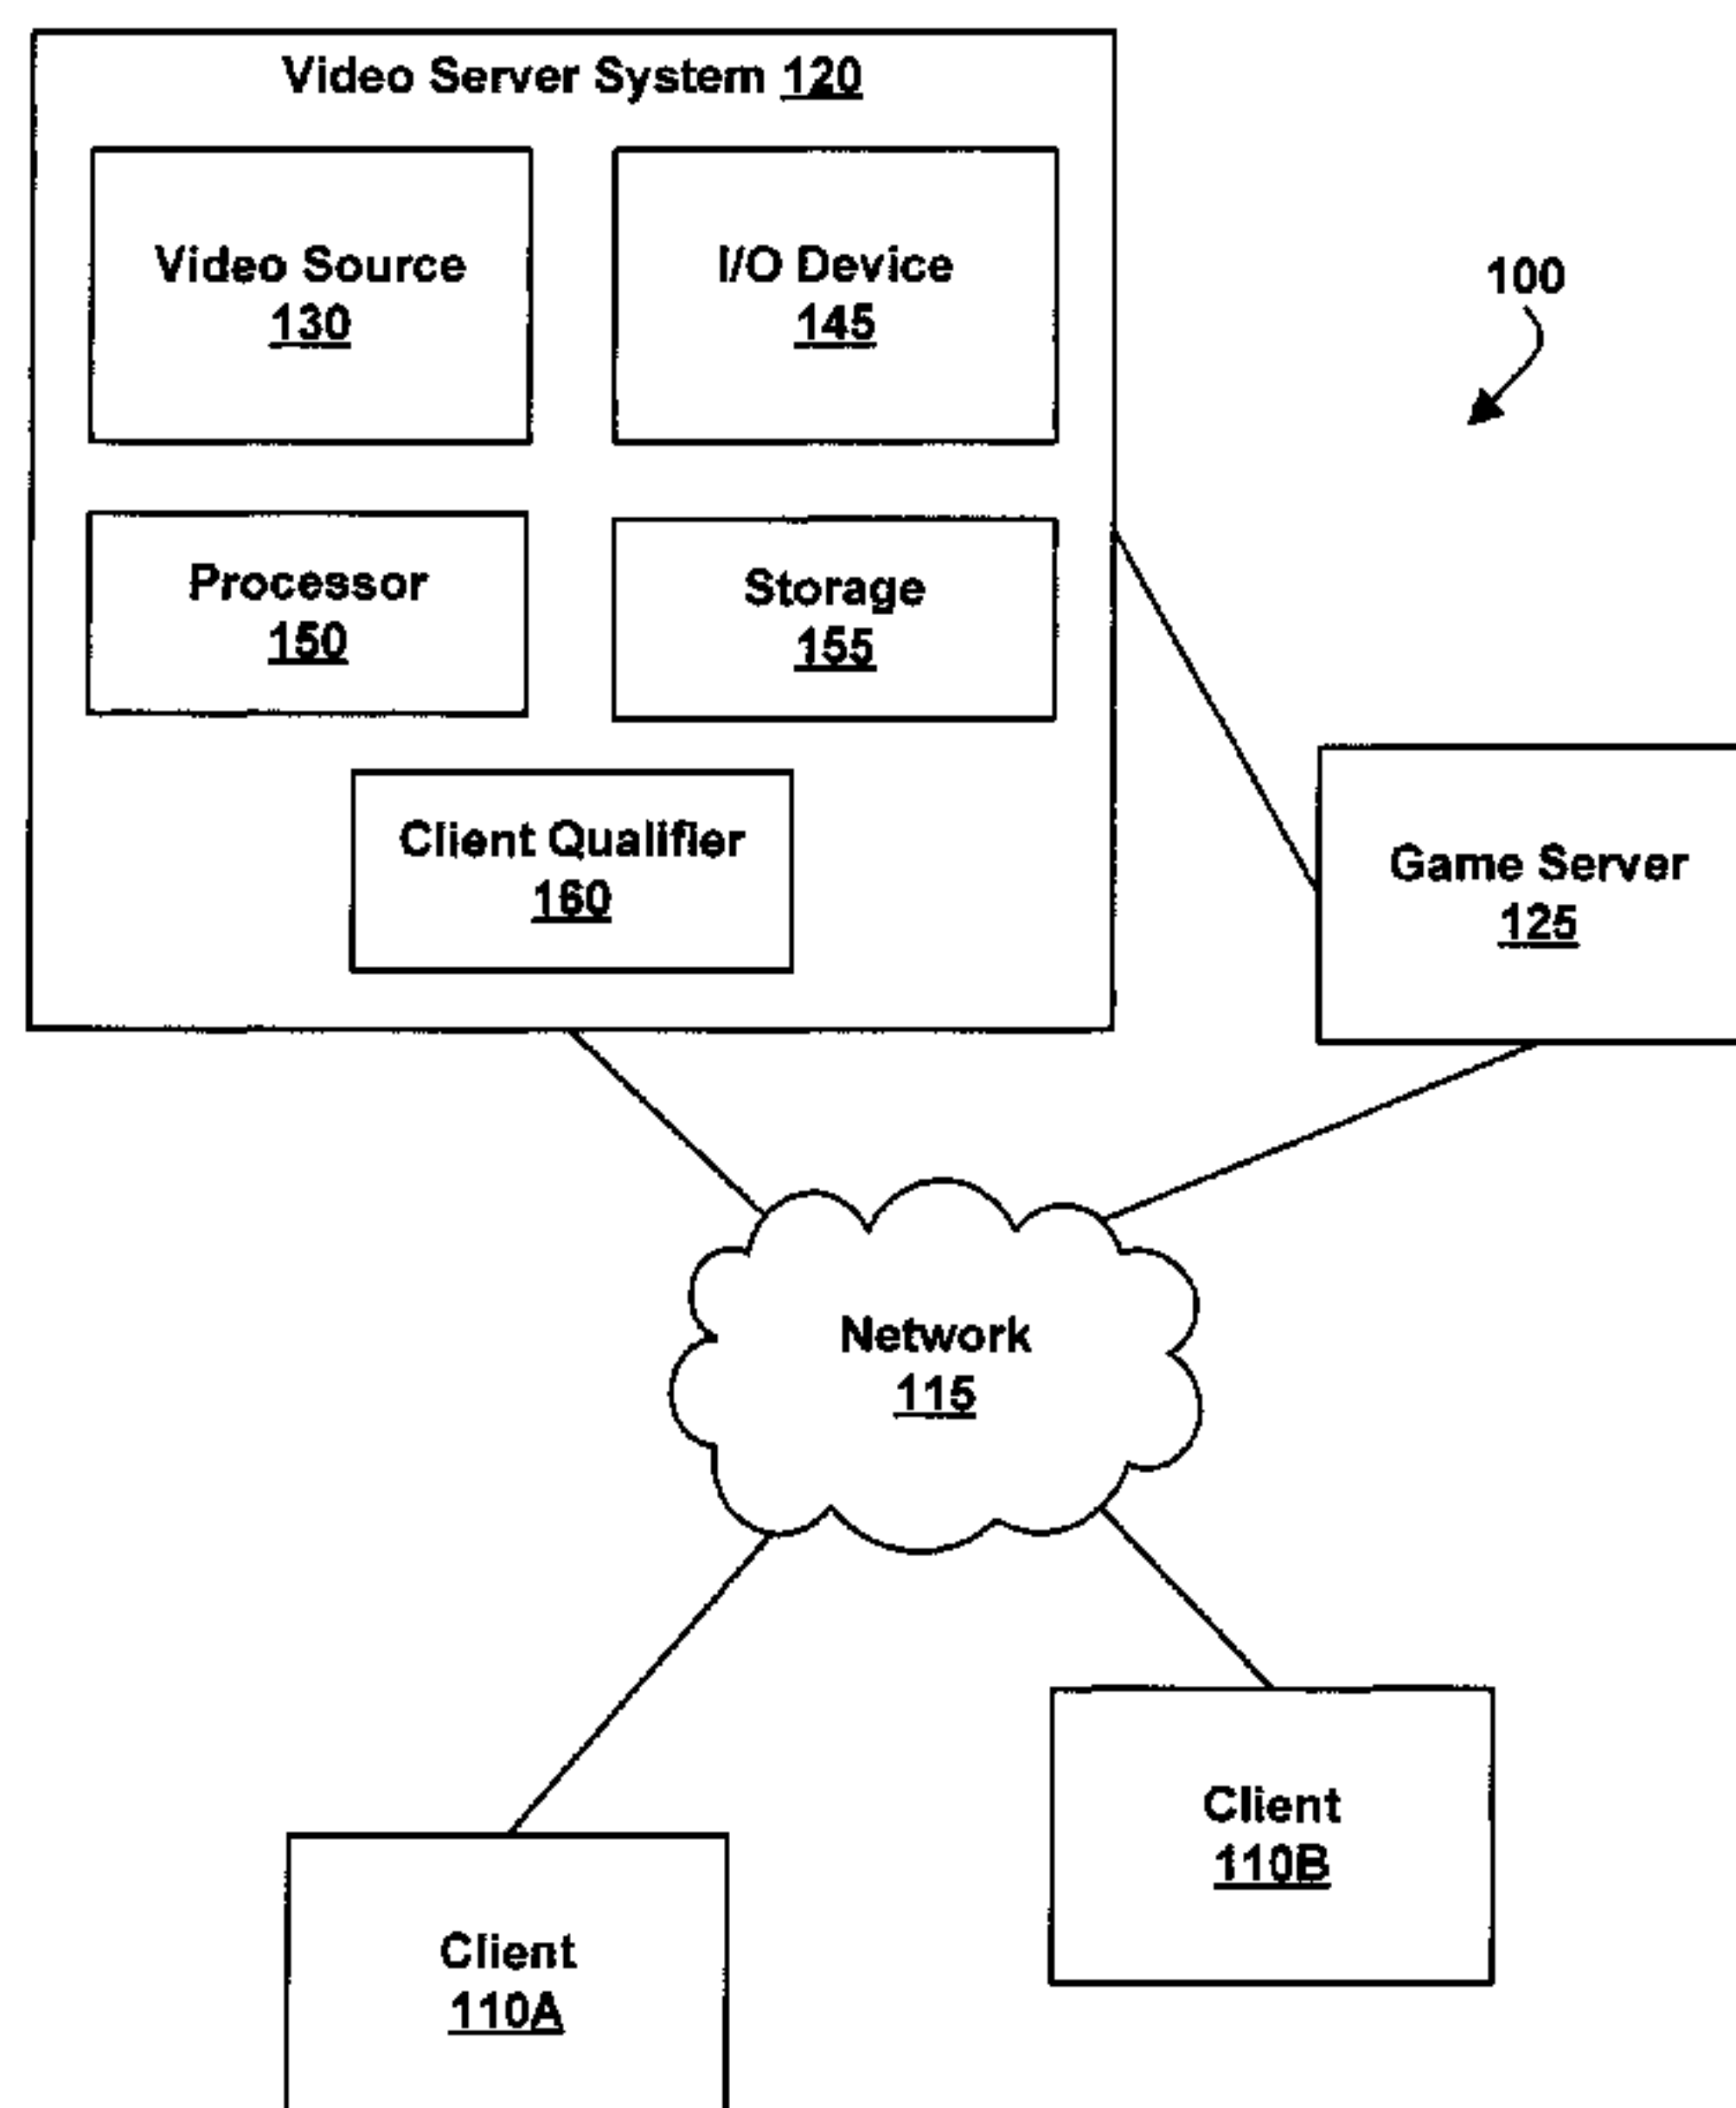 Video Server System 120
Video Source
130
I/O Device
145
100
Processor
150
Storage
155
Client Qualifier
160
Game Server
125
Network
115
Client
110B
Client
110A